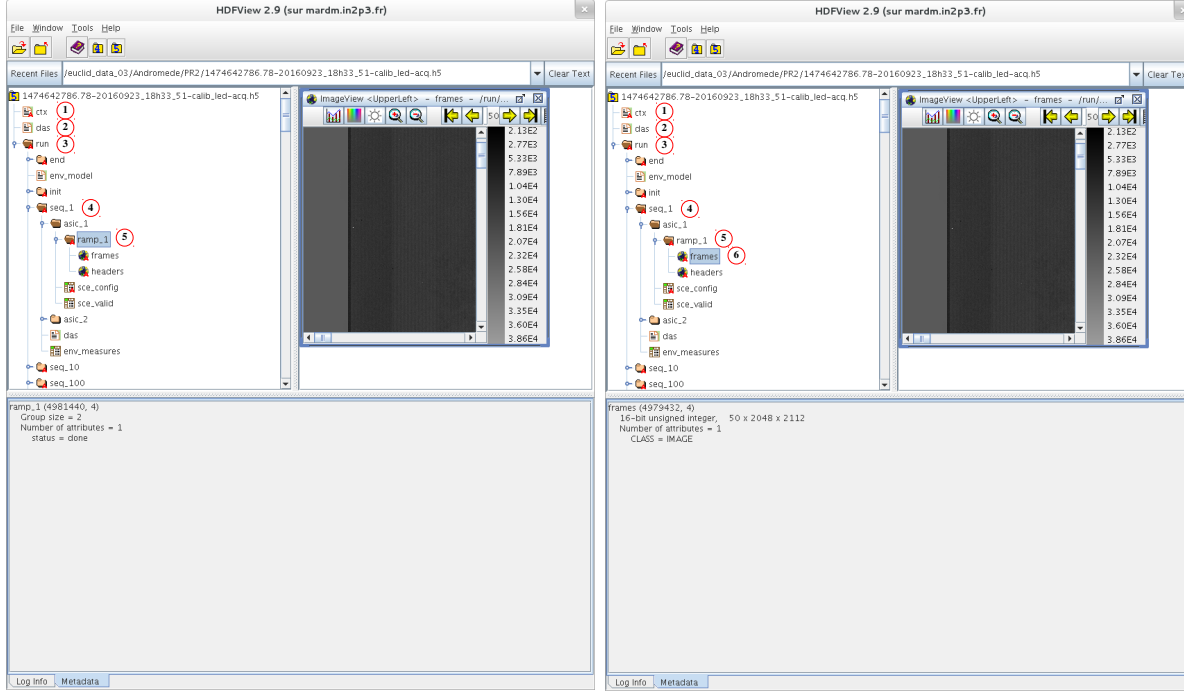 HDFView 2.9 (sur mardm.in2p3.fr)
File Window Tools Help
Recent Files /euclid_data_03/Andromede/PR2/1474642786.78-20160923_18h33_51-calib_led-acq.h5 Clear Text
1474642786.78-20160923_18h33_51-calib_led-acq.h5
ctx 1
das 2
run 3
end
env_model
init
seq_1 4
asic_1
ramp_1 5
frames
headers
sce_config
sce_valid
asic_2
das
env_measures
seq_10
seq_100
ImageView <UpperLeft> - frames - /run/...
50
2.13E2
2.77E3
5.33E3
7.89E3
1.04E4
1.30E4
1.56E4
1.81E4
2.07E4
2.32E4
2.58E4
2.84E4
3.09E4
3.35E4
3.60E4
3.86E4
ramp_1 (4981440, 4)
Group size = 2
Number of attributes = 1
status = done
Log Info Metadata
HDFView 2.9 (sur mardm.in2p3.fr)
File Window Tools Help
Recent Files /euclid_data_03/Andromede/PR2/1474642786.78-20160923_18h33_51-calib_led-acq.h5 Clear Tex
1474642786.78-20160923_18h33_51-calib_led-acq.h5
ctx 1
das 2
run 3
end
env_model
init
seq_1 4
asic_1
ramp_1 5
frames 6
headers
sce_config
sce_valid
asic_2
das
env_measures
seq_10
seq_100
ImageView <UpperLeft> - frames - /run/...
50
2.13E2
2.77E3
5.33E3
7.89E3
1.04E4
1.30E4
1.56E4
1.81E4
2.07E4
2.32E4
2.58E4
2.84E4
3.09E4
3.35E4
3.60E4
3.86E4
frames (4979432, 4)
16-bit unsigned integer, 50 x 2048 x 2112
Number of attributes = 1
CLASS = IMAGE
Log Info Metadata